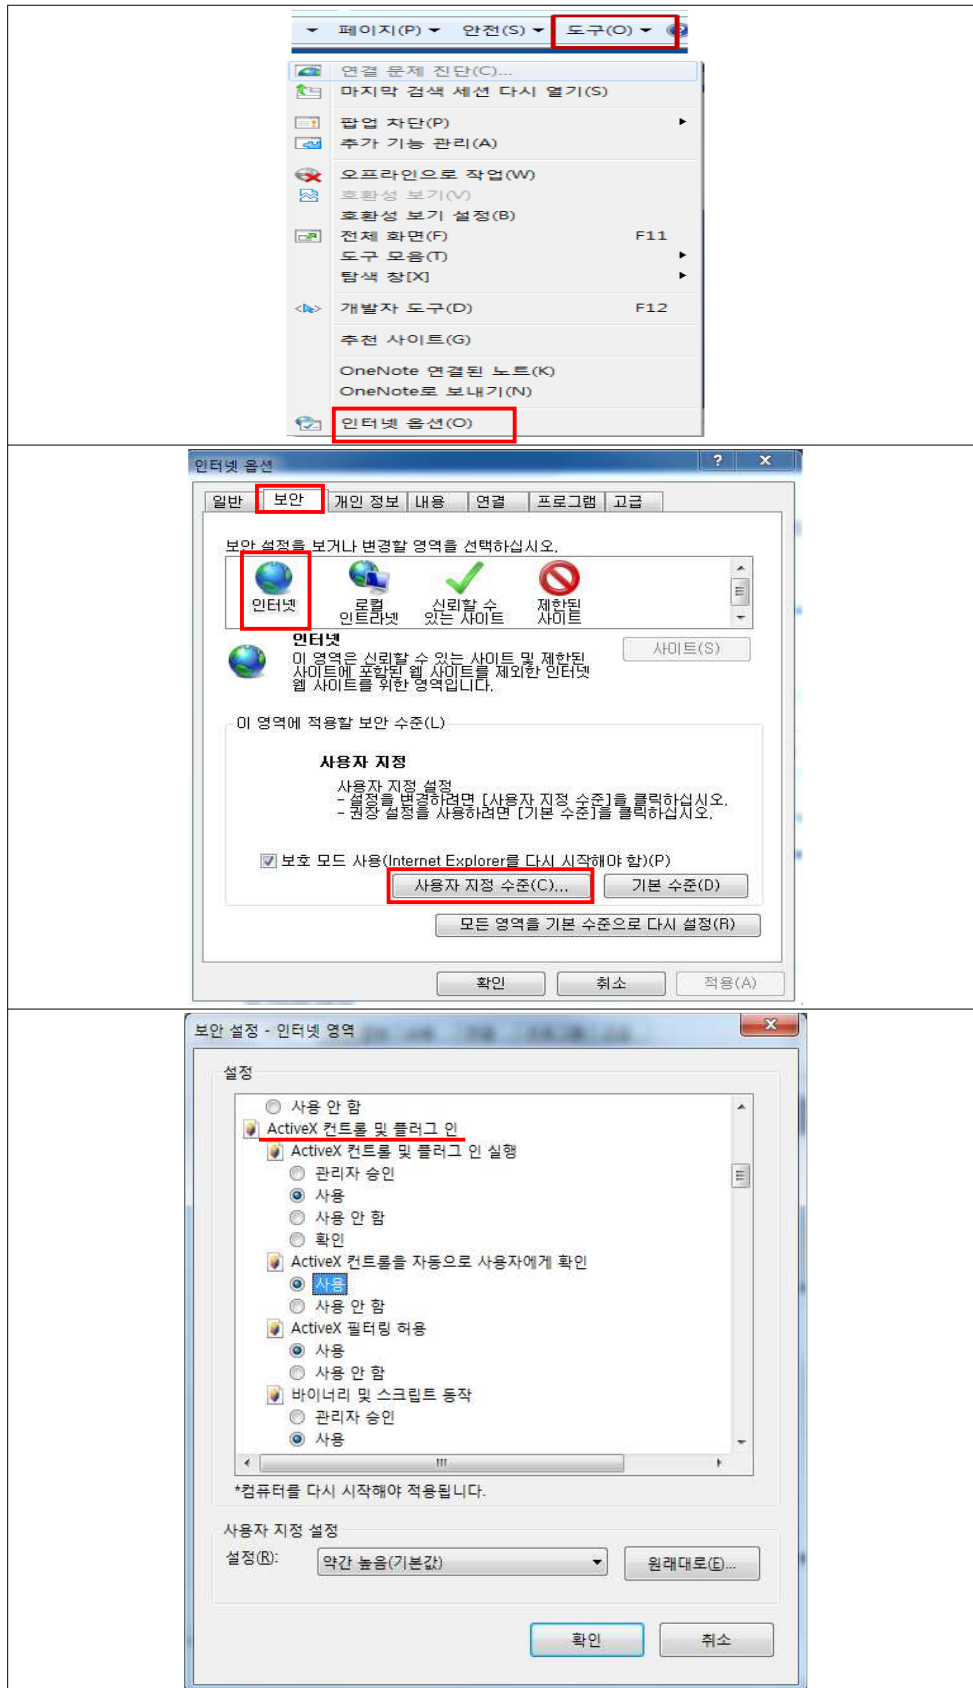 페이지(P) 안전(S) 도구(O)
연결 문제 진단(C)...
마지막 검색 세션 다시 열기(S)
팝업 차단(P)
추가 기능 관리(A)
오프라인으로 작업(W)
호환성 보기(V)
호환성 보기 설정(B)
전체 화면(F) F11
도구 모음(T)
탐색 창[X]
개발자 도구(D) F12
추천 사이트(G)
OneNote 연결된 노트(K)
OneNote로 보내기(N)
인터넷 옵션(O)
인터넷 옵션
일반 보안 개인 정보 내용 연결 프로그램 고급
보안 설정을 보거나 변경할 영역을 선택하십시오.
인터넷 로컬 인트라넷 신뢰할 수 있는 사이트 제한된 사이트
인터넷
사이트(S)
이 영역은 신뢰할 수 있는 사이트 및 제한된
사이트에 포함된 웹 사이트를 제외한 인터넷
웹 사이트를 위한 영역입니다.
이 영역에 적용할 보안 수준(L)
사용자 지정
사용자 지정 설정
- 설정을 변경하려면 [사용자 지정 수준]을 클릭하십시오.
- 권장 설정을 사용하려면 [기본 수준]을 클릭하십시오.
보호 모드 사용(Internet Explorer를 다시 시작해야 함)(P)
사용자 지정 수준(C)... 기본 수준(D)
모든 영역을 기본 수준으로 다시 설정(R)
확인 취소 적용(A)
보안 설정 - 인터넷 영역
설정
사용 안 함
ActiveX 컨트롤 및 플러그 인
ActiveX 컨트롤 및 플러그 인 실행
관리자 승인
사용
사용 안 함
확인
ActiveX 컨트롤을 자동으로 사용자에게 확인
사용
사용 안 함
ActiveX 필터링 허용
사용
사용 안 함
바이너리 및 스크립트 동작
관리자 승인
사용
*컴퓨터를 다시 시작해야 적용됩니다.
사용자 지정 설정
설정(R): 약간 높음(기본값) 원래대로(E)...
확인 취소